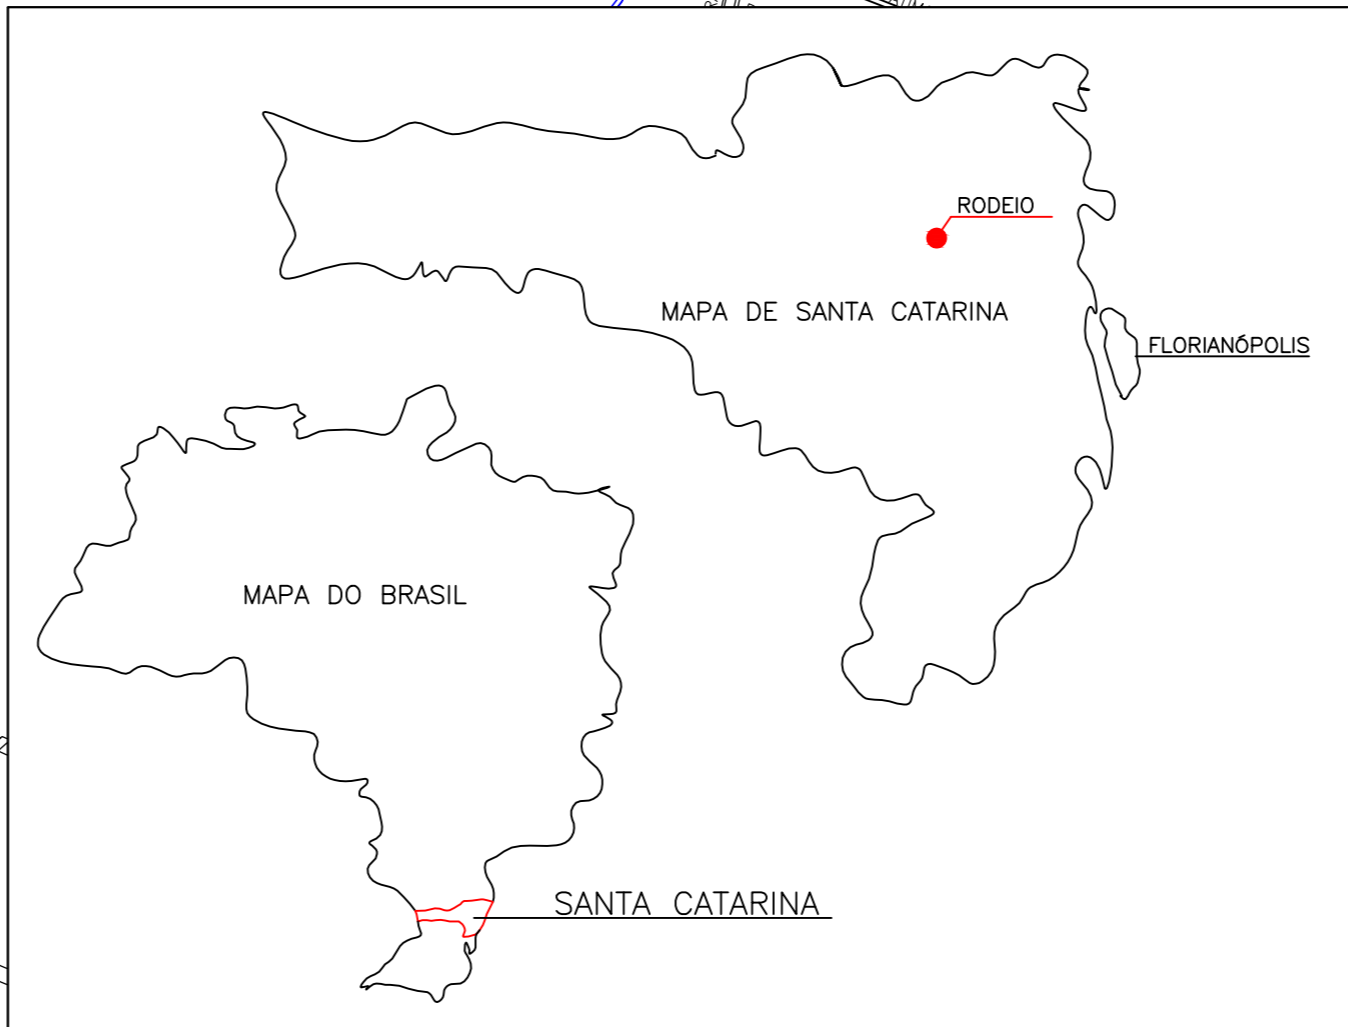 RODEIO
MAPA DE SANTA CATARINA
FLORIANÓPOLIS
MAPA DO BRASIL
SANTA CATARINA